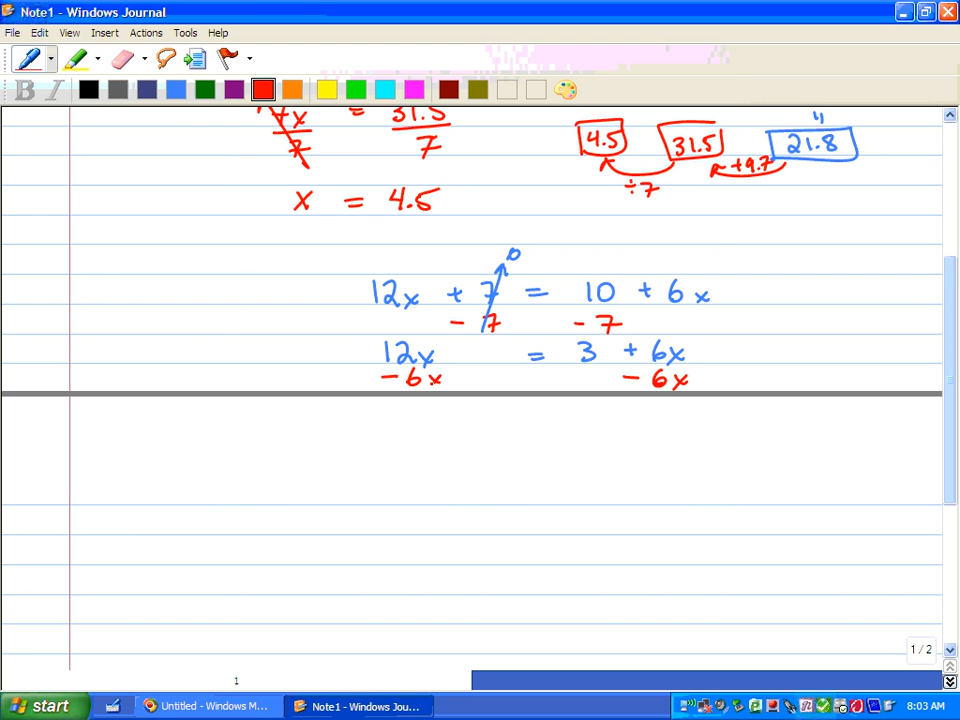 Note1 - Windows Journal
File Edit View Insert Actions Tools Help
B I
7x = 31.5
7 7
x = 4.5
4.5 31.5 21.8
÷7 +9.7
0
12x + 7 = 10 + 6x
- 7 - 7
12x = 3 + 6x
- 6x - 6x
1 / 2
1
start Untitled - Windows M... Note1 - Windows Jou... 8:03 AM